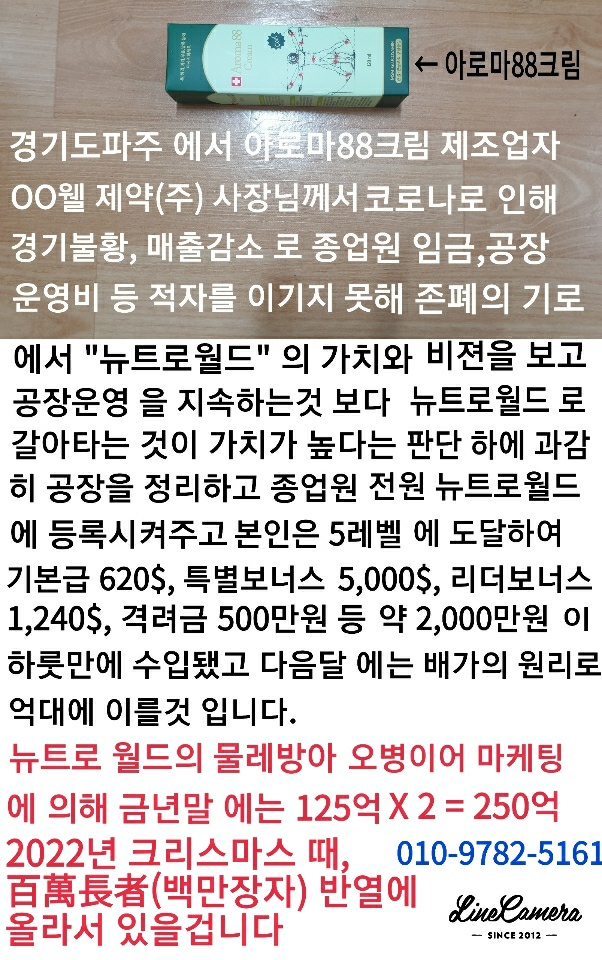 아로마88
aroma 88
cream
120ml
← 아로마88크림
경기도파주 에서 아로마88크림 제조업자
OO웰 제약(주) 사장님께서코로나로 인해
경기불황, 매출감소 로 종업원 임금,공장
운영비 등 적자를 이기지 못해 존폐의 기로
에서 "뉴트로월드" 의 가치와 비젼을 보고
공장운영 을 지속하는것 보다 뉴트로월드 로
갈아타는 것이 가치가 높다는 판단 하에 과감
히 공장을 정리하고 종업원 전원 뉴트로월드
에 등록시켜주고 본인은 5레벨 에 도달하여
기본급 620$, 특별보너스 5,000$, 리더보너스
1,240$, 격려금 500만원 등 약 2,000만원 이
하룻만에 수입됐고 다음달 에는 배가의 원리로
억대에 이를것 입니다.
뉴트로 월드의 물레방아 오병이어 마케팅
에 의해 금년말 에는 125억 X 2 = 250억
2022년 크리스마스 때, 010-9782-5161
百萬長者(백만장자) 반열에
올라서 있을겁니다
LineCamera
SINCE 2012